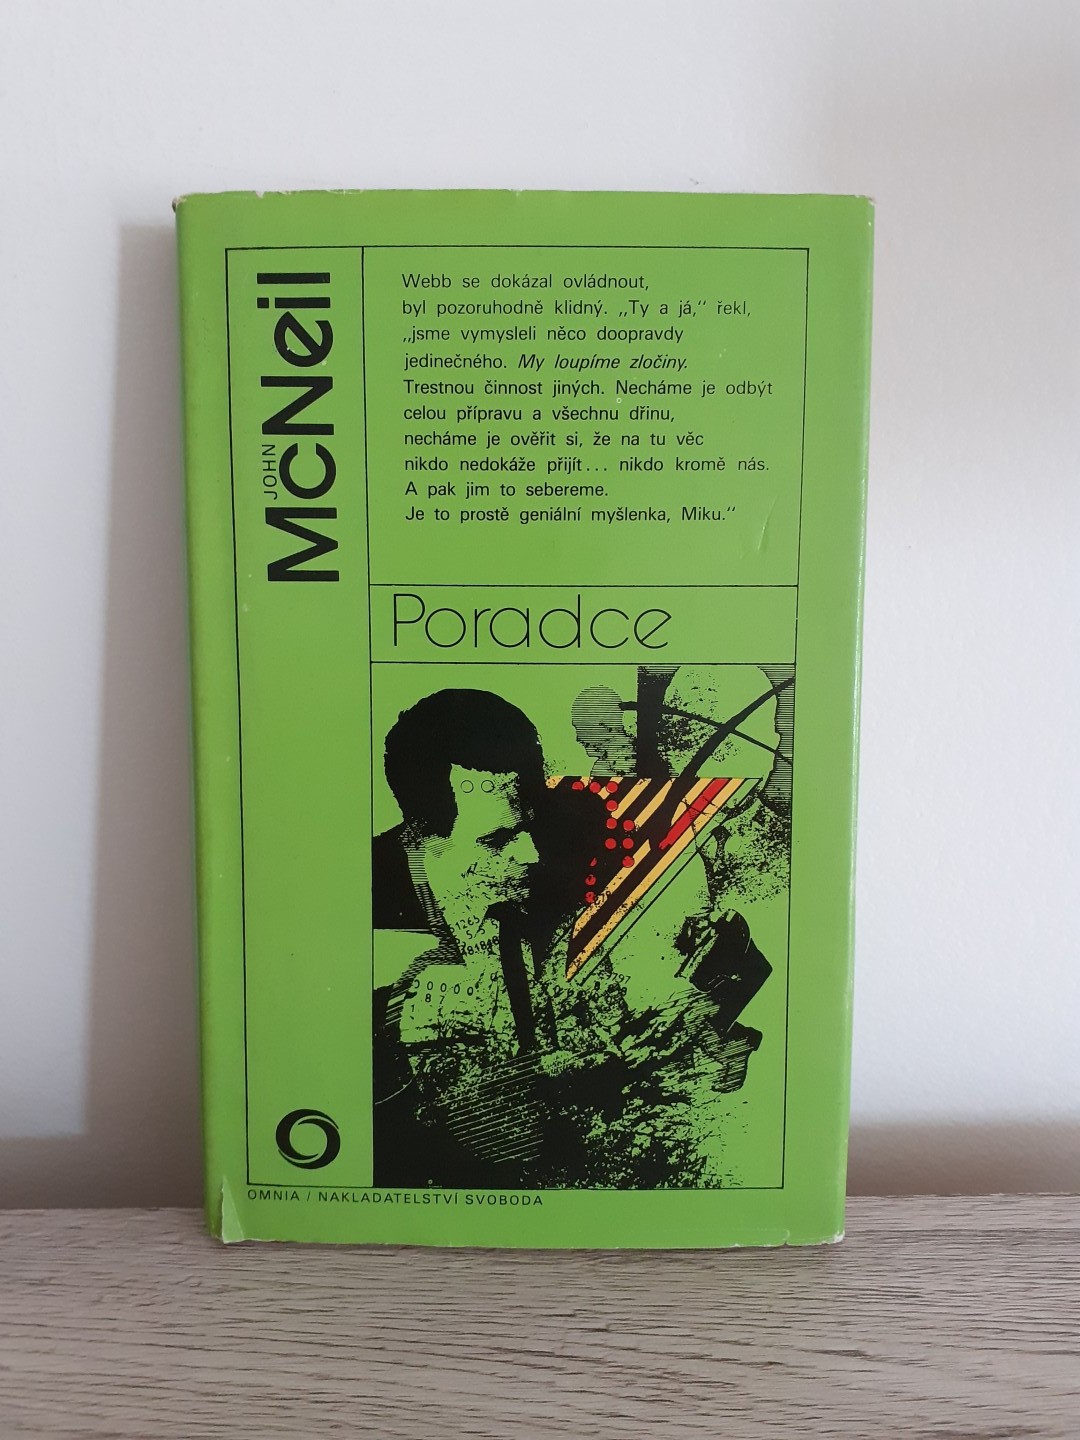 JOHN
McNeil
Webb se dokázal ovládnout,
byl pozoruhodně klidný. „Ty a já,“ řekl,
„jsme vymysleli něco doopravdy
jedinečného. My loupíme zločiny.
Trestnou činnost jiných. Necháme je odbýt
celou přípravu a všechnu dřinu,
necháme je ověřit si, že na tu věc
nikdo nedokáže přijít... nikdo kromě nás.
A pak jim to sebereme.
Je to prostě geniální myšlenka, Miku.“
Poradce
OMNIA / NAKLADATELSTVÍ SVOBODA